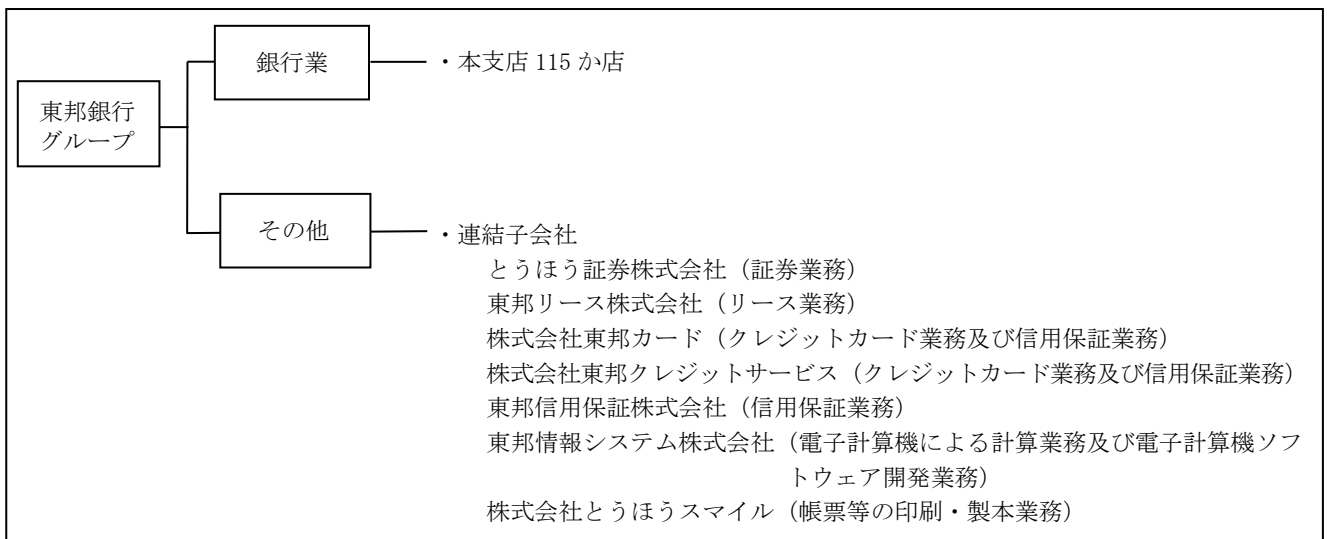 銀行業
・本支店 115 か店
東邦銀行
グループ
その他
・連結子会社
とうほう証券株式会社（証券業務）
東邦リース株式会社（リース業務）
株式会社東邦カード（クレジットカード業務及び信用保証業務）
株式会社東邦クレジットサービス（クレジットカード業務及び信用保証業務）
東邦信用保証株式会社（信用保証業務）
東邦情報システム株式会社（電子計算機による計算業務及び電子計算機ソフ
トウェア開発業務）
株式会社とうほうスマイル（帳票等の印刷・製本業務）